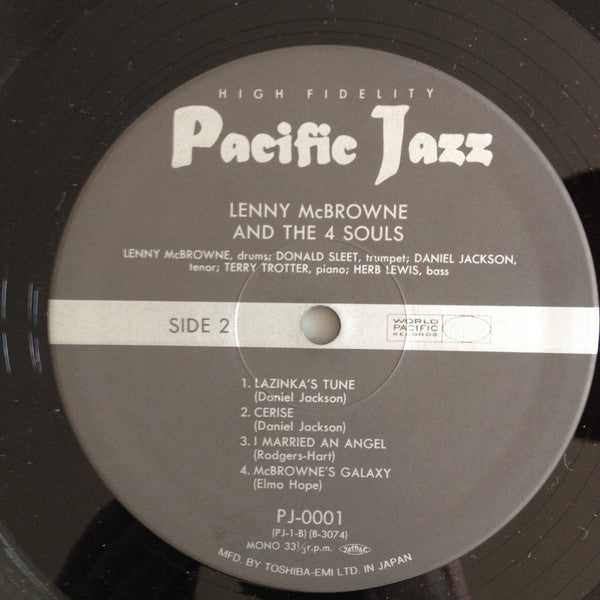 HIGH FIDELITY
Pacific Jazz
LENNY McBROWNE
AND THE 4 SOULS
LENNY McBROWNE, drums; DONALD SLEET, trumpet; DANIEL JACKSON,
tenor; TERRY TROTTER, piano; HERB LEWIS, bass
SIDE 2
WORLD
PACIFIC
RECORDS
1. LAZINKA'S TUNE
(Daniel Jackson)
2. CERISE
(Daniel Jackson)
3. I MARRIED AN ANGEL
(Rodgers-Hart)
4. McBROWNE'S GALAXY
(Elmo Hope)
PJ-0001
(PJ-1-B) (B-3074)
MONO 33⅓ r.p.m. JASRAC
MFD. BY TOSHIBA-EMI LTD. IN JAPAN